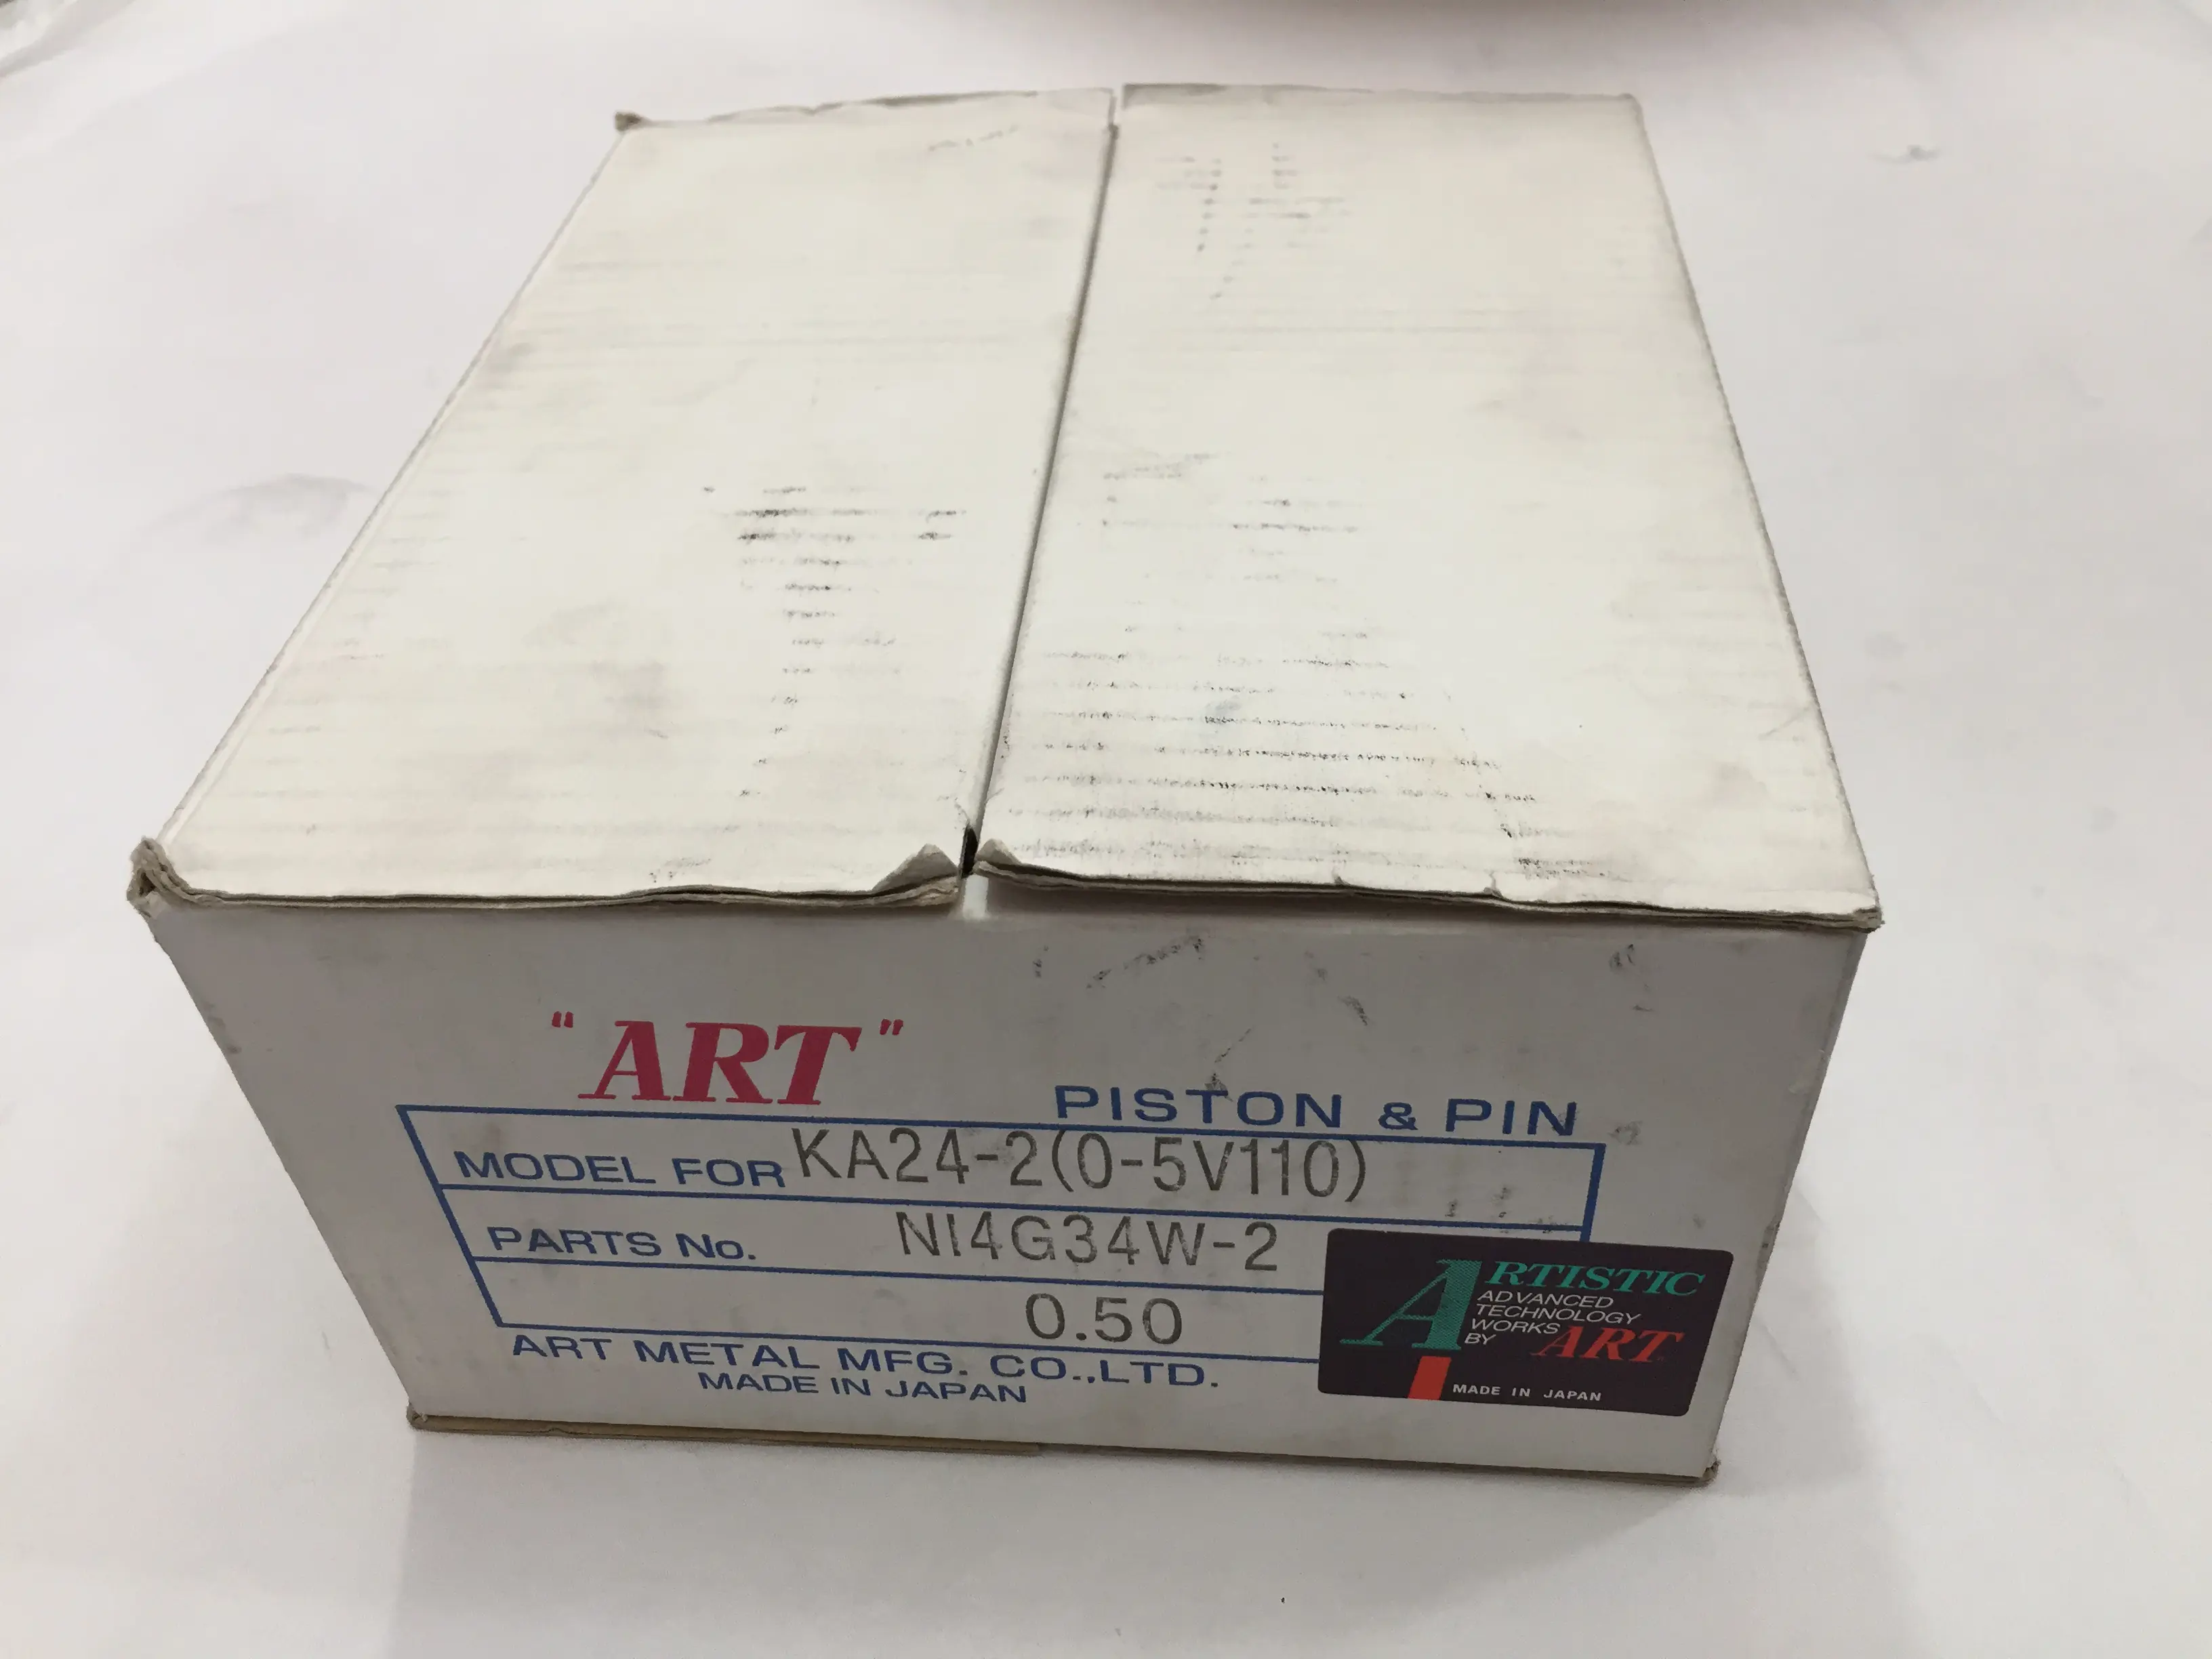 "ART"
PISTON & PIN
MODEL FOR KA24-2(0-5V110)
PARTS No. NI4G34W-2
0.50
ART METAL MFG. CO.,LTD.
MADE IN JAPAN
ARTISTIC
ADVANCED
TECHNOLOGY
WORKS
BY ART
MADE IN JAPAN